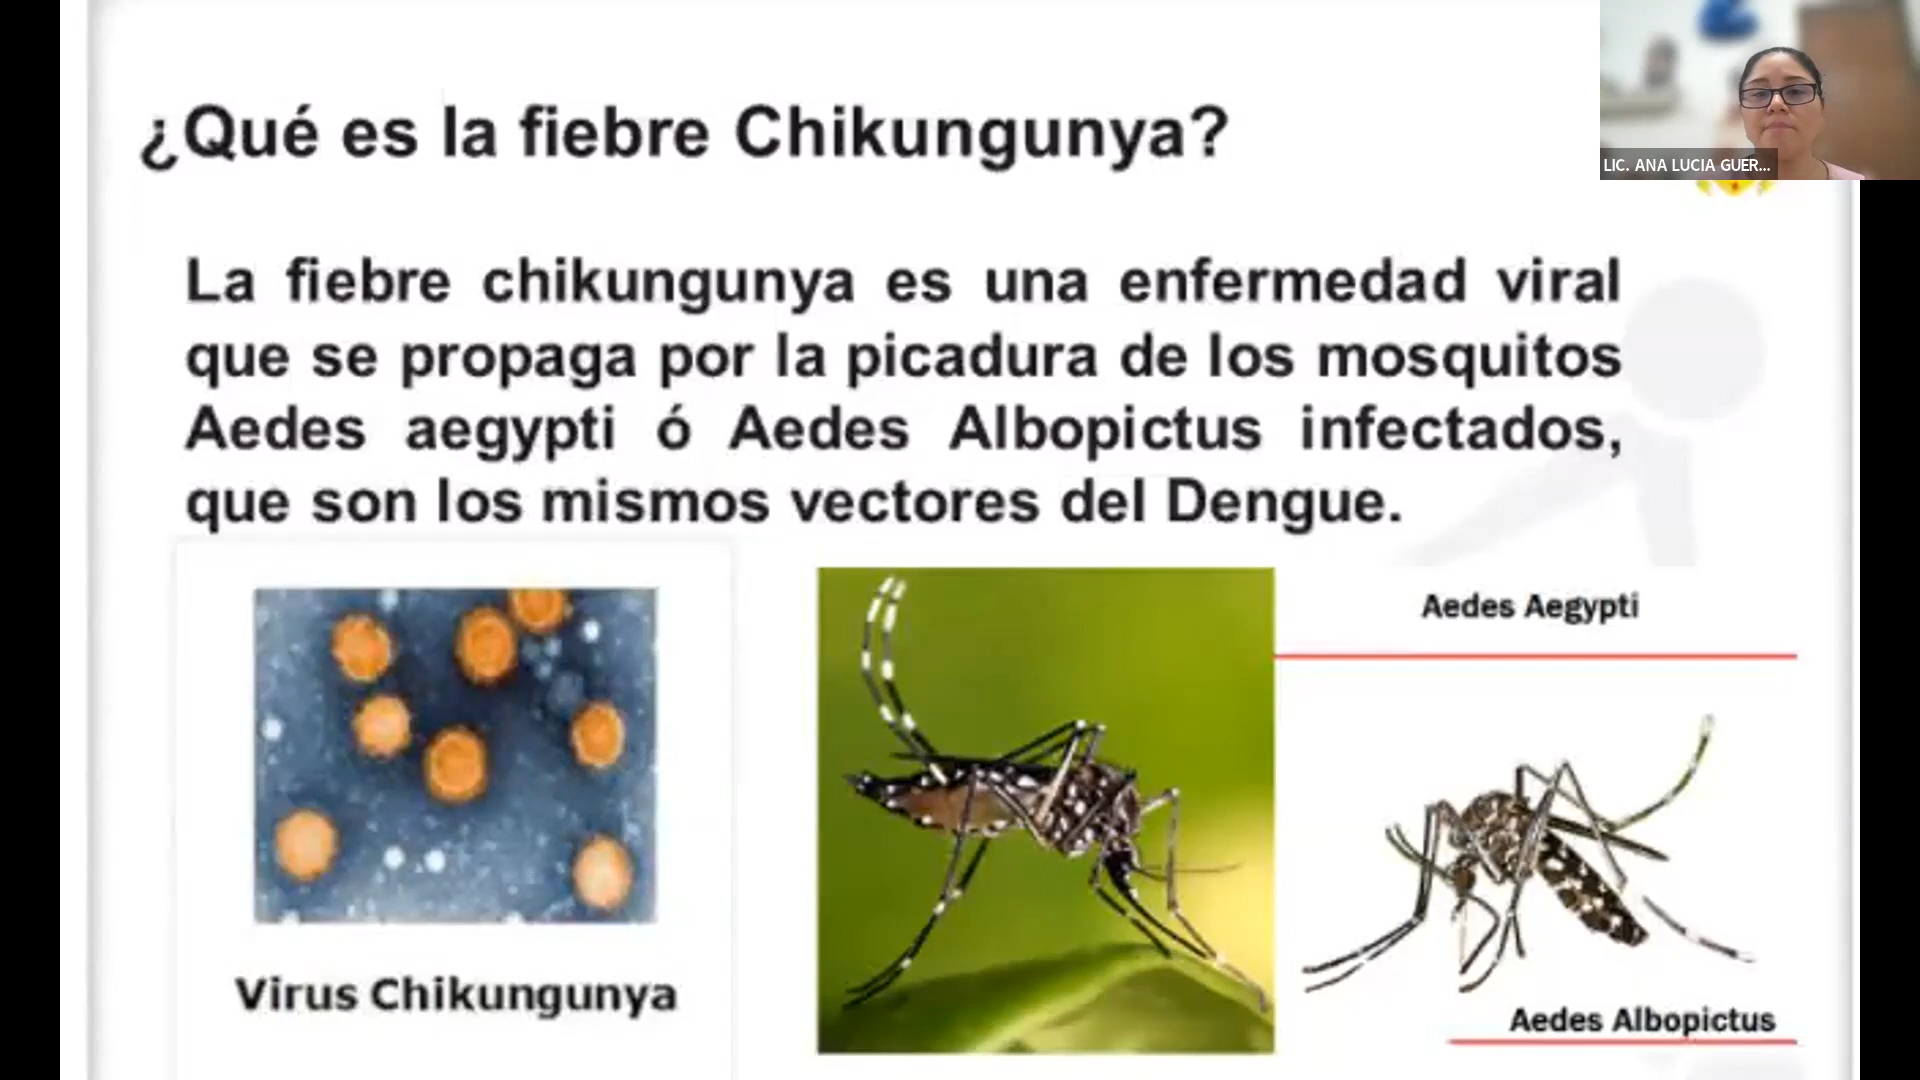 ¿Qué es la fiebre Chikungunya?
LIC. ANA LUCIA GUER...
La fiebre chikungunya es una enfermedad viral
que se propaga por la picadura de los mosquitos
Aedes aegypti ó Aedes Albopictus infectados,
que son los mismos vectores del Dengue.
Aedes Aegypti
Virus Chikungunya
Aedes Albopictus